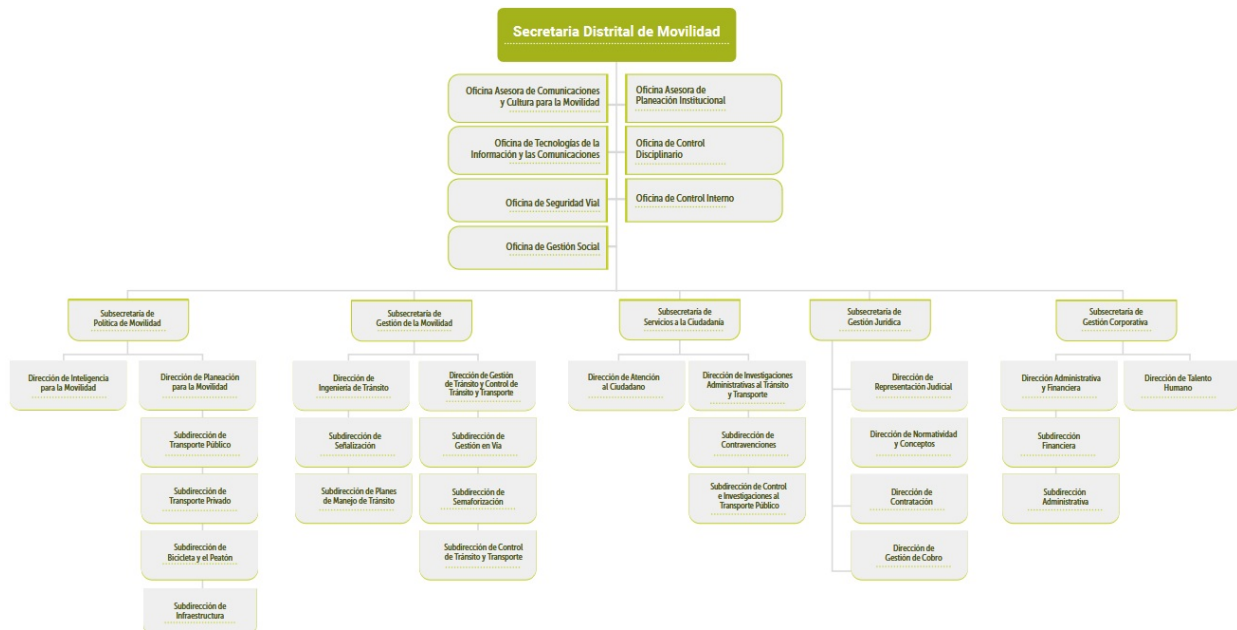 Secretaria Distrital de Movilidad
Oficina Asesora de Comunicaciones
y Cultura para la Movilidad
Oficina Asesora de
Planeación Institucional
Oficina de Tecnologías de la
Información y las Comunicaciones
Oficina de Control
Disciplinario
Oficina de Seguridad Vial
Oficina de Control Interno
Oficina de Gestión Social
Subsecretaría de
Política de Movilidad
Subsecretaría de
Gestión de la Movilidad
Subsecretaría de
Servicios a la Ciudadanía
Subsecretaría de
Gestión Jurídica
Subsecretaría de
Gestión Corporativa
Dirección de Inteligencia
para la Movilidad
Dirección de Planeación
para la Movilidad
Subdirección de
Transporte Público
Subdirección de
Transporte Privado
Subdirección de
Bicicleta y el Peatón
Subdirección de
Infraestructura
Dirección de
Ingeniería de Tránsito
Subdirección de
Señalización
Subdirección de Planes
de Manejo de Tránsito
Dirección de Gestión
de Tránsito y Control de
Tránsito y Transporte
Subdirección de
Gestión en Vía
Subdirección de
Semaforización
Subdirección de Control
de Tránsito y Transporte
Dirección de Atención
al Ciudadano
Dirección de Investigaciones
Administrativas al Tránsito
y Transporte
Subdirección de
Contravenciones
Subdirección de Control
e Investigaciones al
Transporte Público
Dirección de
Representación Judicial
Dirección de Normatividad
y Conceptos
Dirección de
Contratación
Dirección de
Gestión de Cobro
Dirección Administrativa
y Financiera
Subdirección
Financiera
Subdirección
Administrativa
Dirección de Talento
Humano